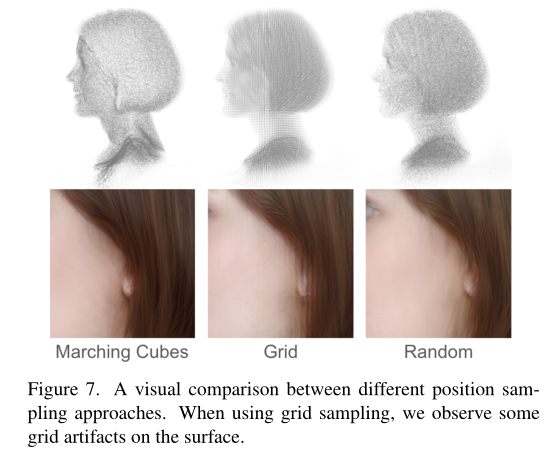 Marching Cubes
Grid
Random
Figure 7. A visual comparison between different position sam-
pling approaches. When using grid sampling, we observe some
grid artifacts on the surface.